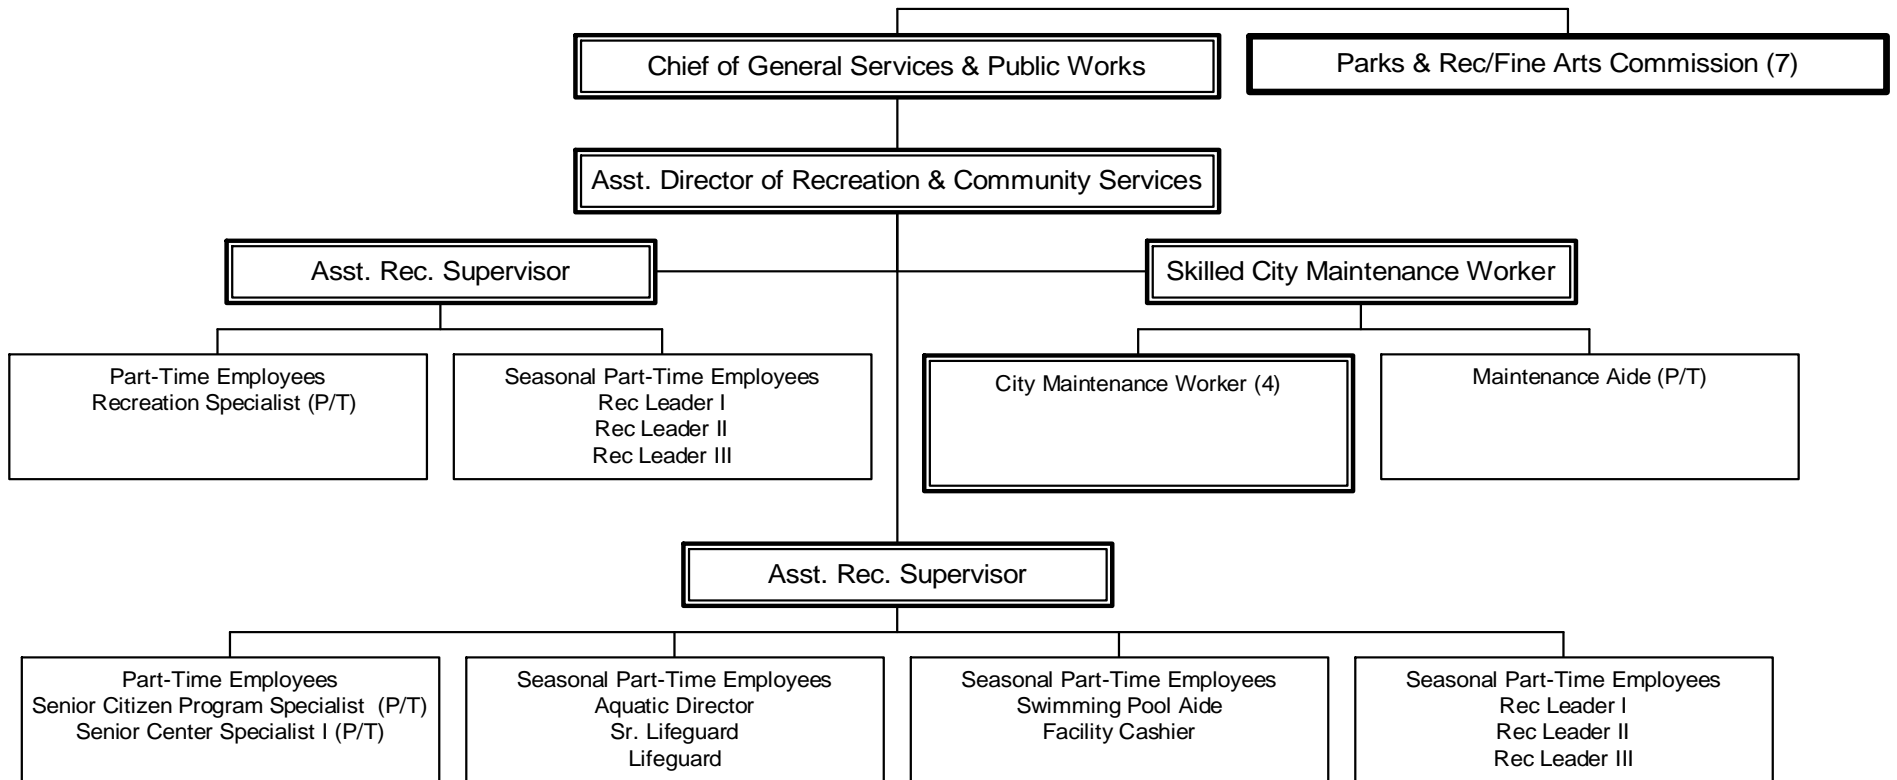 Chief of General Services & Public Works
Parks & Rec/Fine Arts Commission (7)
Asst. Director of Recreation & Community Services
Asst. Rec. Supervisor
Skilled City Maintenance Worker
Part-Time Employees
Recreation Specialist (P/T)
Seasonal Part-Time Employees
Rec Leader I
Rec Leader II
Rec Leader III
City Maintenance Worker (4)
Maintenance Aide (P/T)
Asst. Rec. Supervisor
Part-Time Employees
Senior Citizen Program Specialist (P/T)
Senior Center Specialist I (P/T)
Seasonal Part-Time Employees
Aquatic Director
Sr. Lifeguard
Lifeguard
Seasonal Part-Time Employees
Swimming Pool Aide
Facility Cashier
Seasonal Part-Time Employees
Rec Leader I
Rec Leader II
Rec Leader III